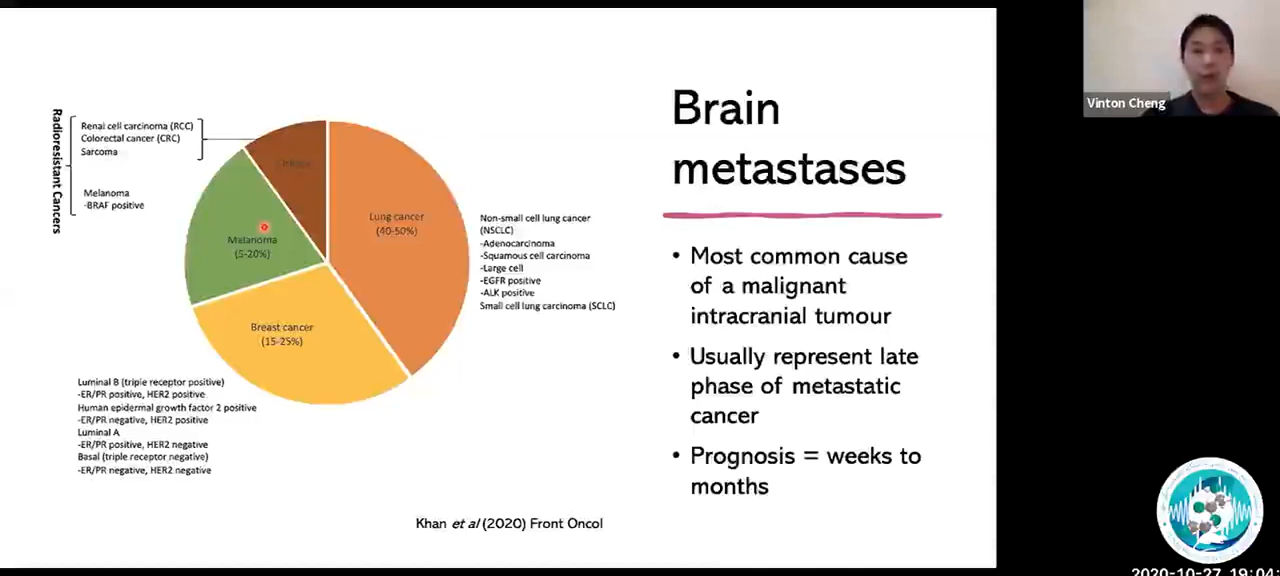 Radioresistant Cancers
Renal cell carcinoma (RCC)
Colorectal cancer (CRC)
Sarcoma
Melanoma
-BRAF positive
Lung cancer
(40-50%)
Melanoma
(5-20%)
Breast cancer
(15-25%)
Non-small cell lung cancer
(NSCLC)
-Adenocarcinoma
-Squamous cell carcinoma
-Large cell
-EGFR positive
-ALK positive
Small cell lung carcinoma (SCLC)
Luminal B (triple receptor positive)
-ER/PR positive, HER2 positive
Human epidermal growth factor 2 positive
-ER/PR negative, HER2 positive
Luminal A
-ER/PR positive, HER2 negative
Basal (triple receptor negative)
-ER/PR negative, HER2 negative
Khan et al (2020) Front Oncol
Brain
metastases
• Most common cause
of a malignant
intracranial tumour
• Usually represent late
phase of metastatic
cancer
• Prognosis = weeks to
months
Vinton Cheng
2020-10-27 19:04: